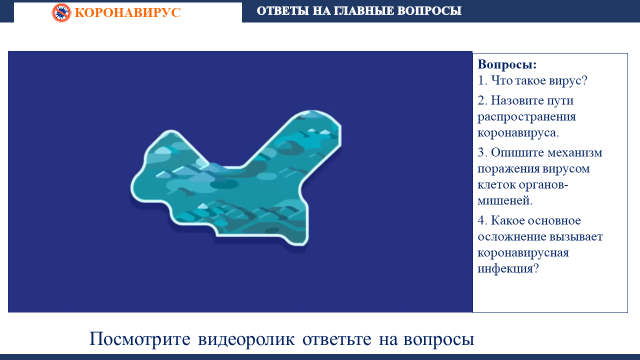 КОРОНАВИРУС
ОТВЕТЫ НА ГЛАВНЫЕ ВОПРОСЫ
Вопросы:
1. Что такое вирус?
2. Назовите пути
распространения
коронавируса.
3. Опишите механизм
поражения вирусом
клеток органов-
мишеней.
4. Какое основное
осложнение вызывает
коронавирусная
инфекция?
Посмотрите видеоролик ответьте на вопросы